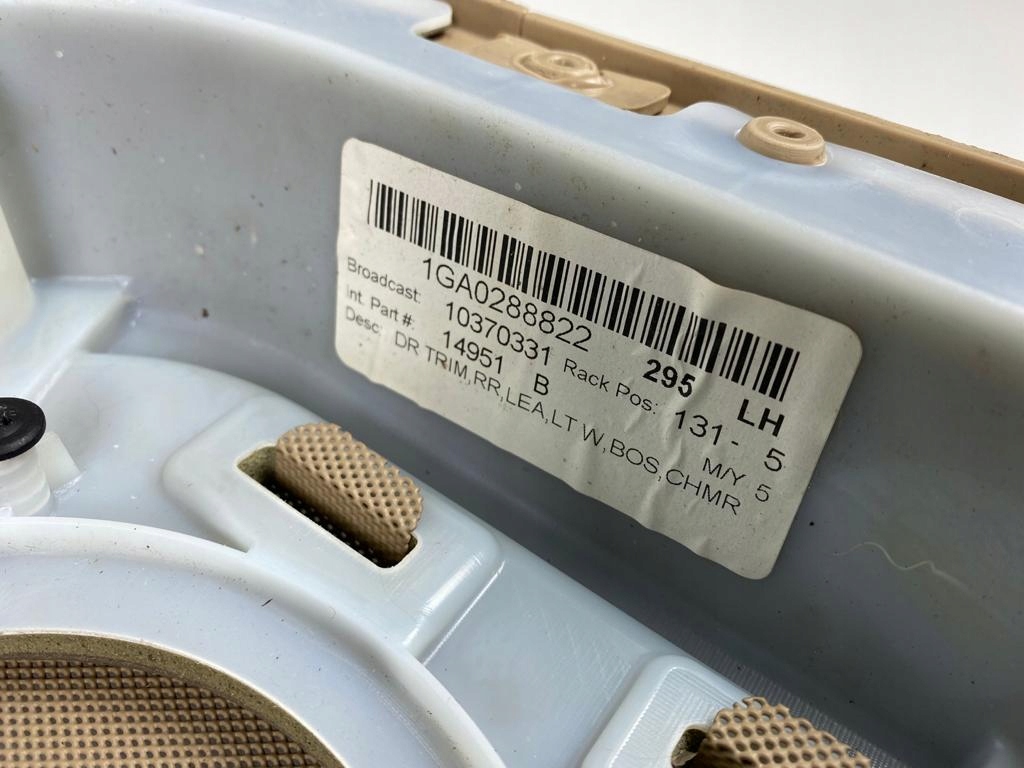 1GA0288822 295 LH
Broadcast: 10370331 Rack Pos: 131- 5
Int. Part #: 14951 B M/Y 5
Desc: DR TRIM,RR,LEA,LT W,BOS,CHMR